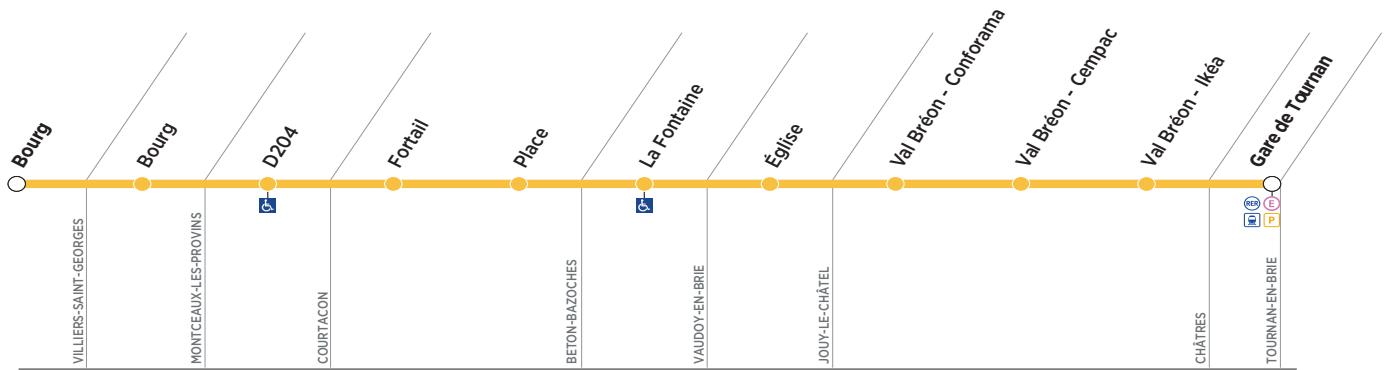 Bourg
Bourg
D204
Fortail
Place
La Fontaine
Église
Val Bréon - Conforama
Val Bréon - Cempac
Val Bréon - Ikéa
Gare de Tournan
RER E
P
VILLIERS-SAINT-GEORGES
MONTCEAUX-LES-PROVINS
COURTACON
BETON-BAZOCHES
VAUDOY-EN-BRIE
JOUY-LE-CHÂTEL
CHÂTRES
TOURNAN-EN-BRIE